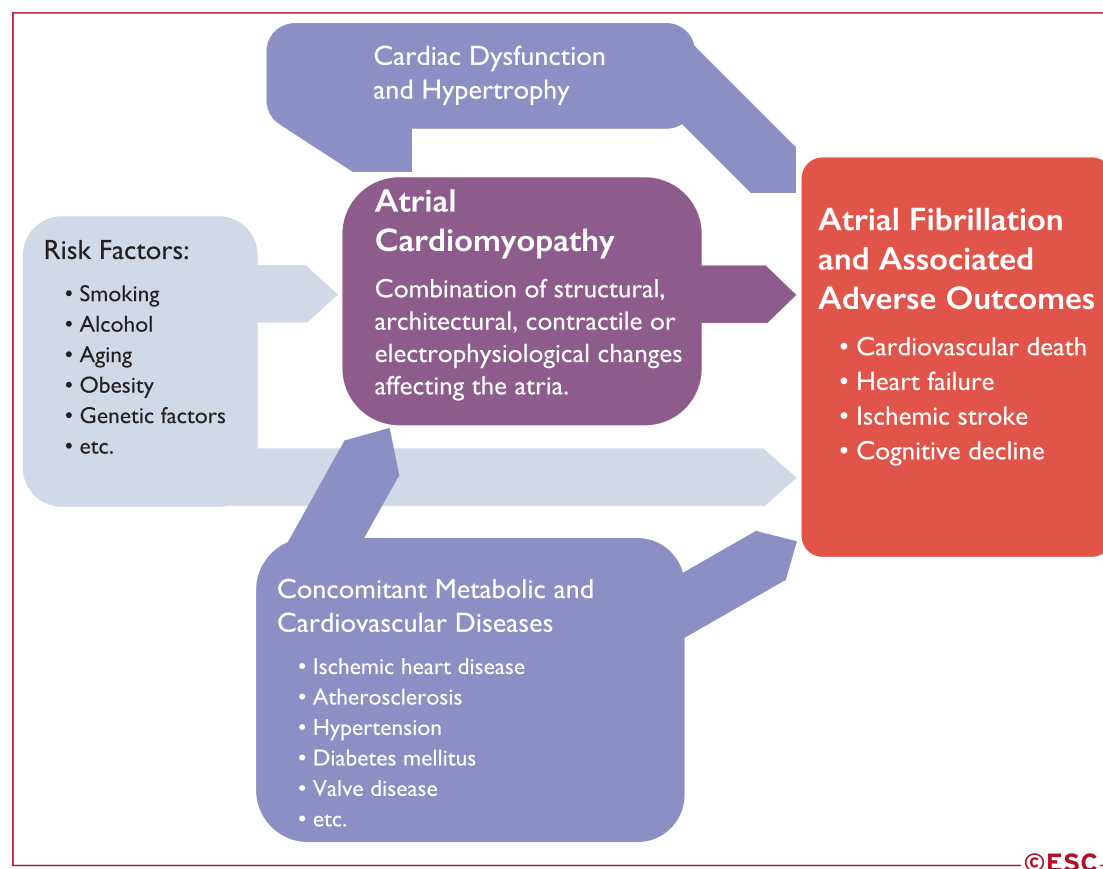 Cardiac Dysfunction
and Hypertrophy
Atrial
Cardiomyopathy
Combination of structural,
architectural, contractile or
electrophysiological changes
affecting the atria.
Risk Factors:
• Smoking
• Alcohol
• Aging
• Obesity
• Genetic factors
• etc.
Atrial Fibrillation
and Associated
Adverse Outcomes
• Cardiovascular death
• Heart failure
• Ischemic stroke
• Cognitive decline
Concomitant Metabolic and
Cardiovascular Diseases
• Ischemic heart disease
• Atherosclerosis
• Hypertension
• Diabetes mellitus
• Valve disease
• etc.
©ESC